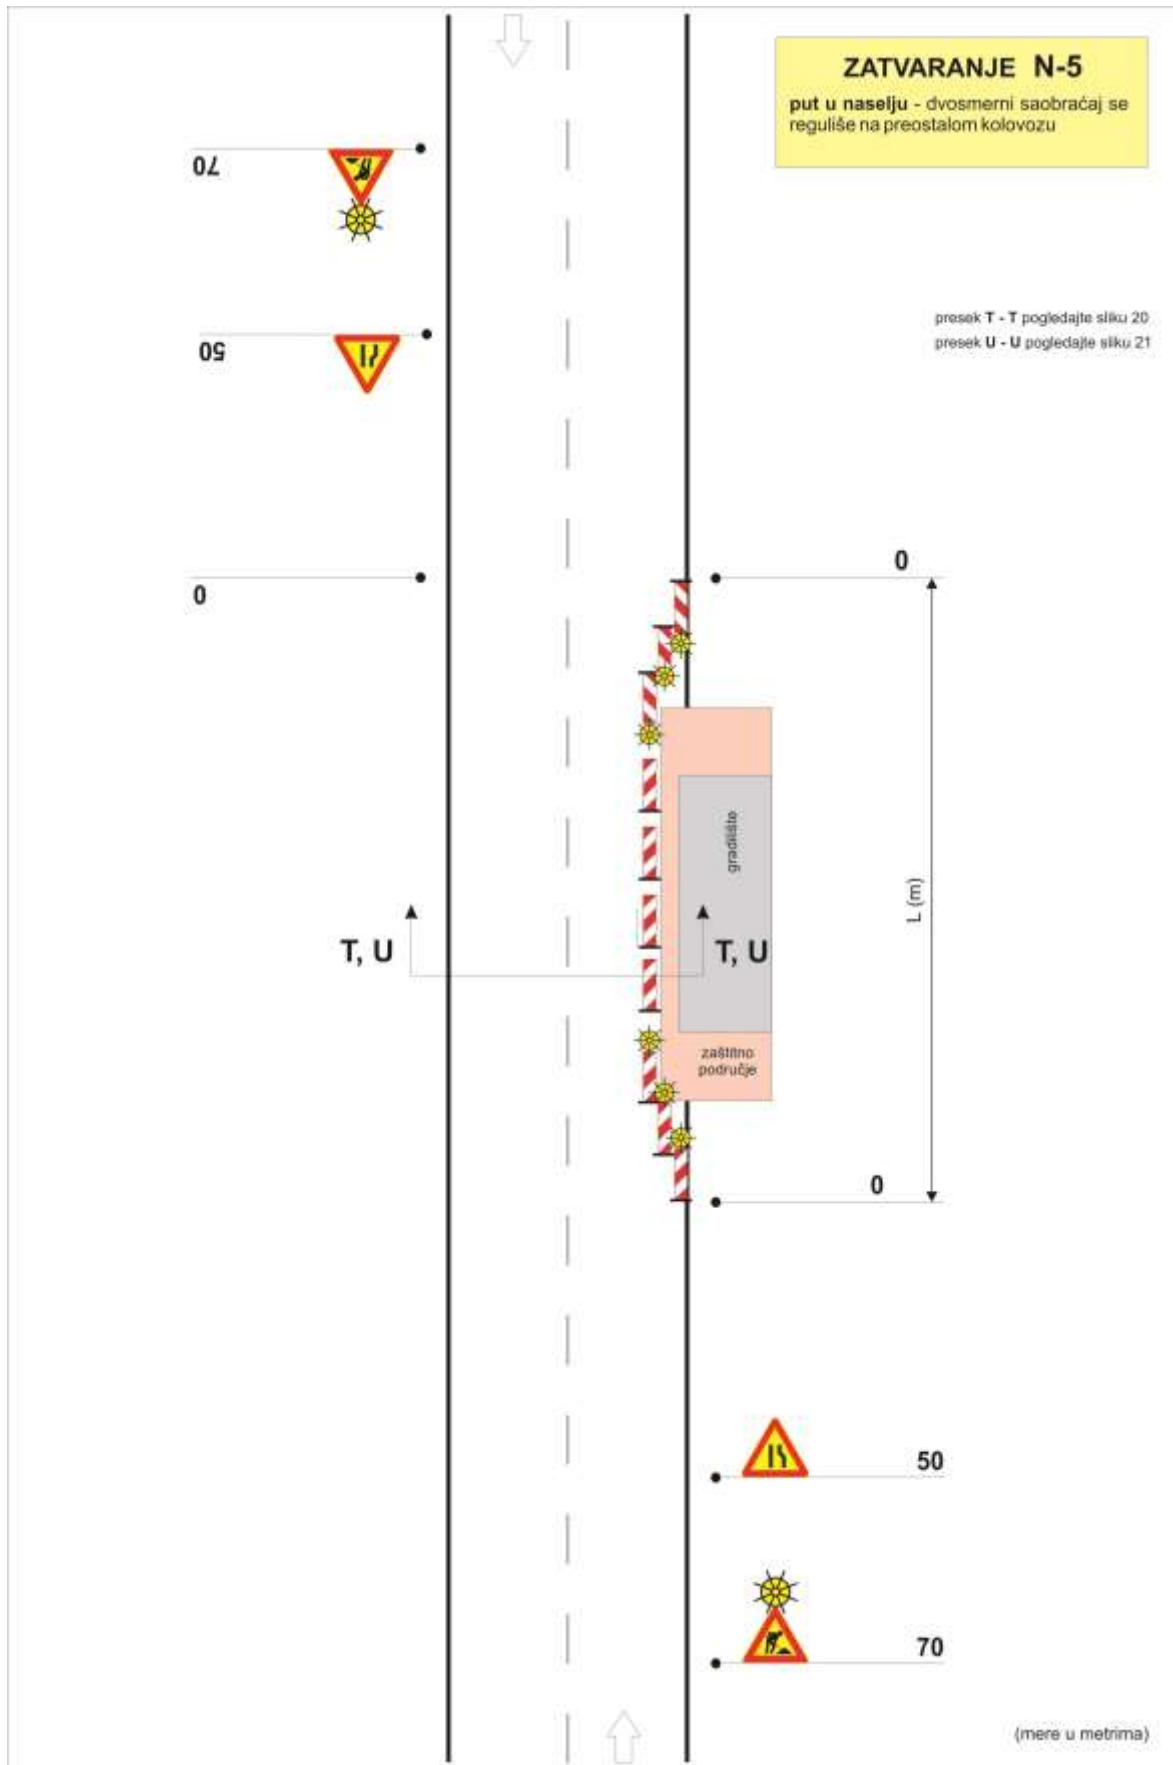 ZATVARANJE N-5
put u naselju - dvosmerni saobraćaj se
reguliše na preostalom kolovozu
70
50
presek T - T pogledajte sliku 20
presek U - U pogledajte sliku 21
0
0
gradilište
L (m)
T, U
T, U
zaštitno
područje
0
50
70
(mere u metrima)